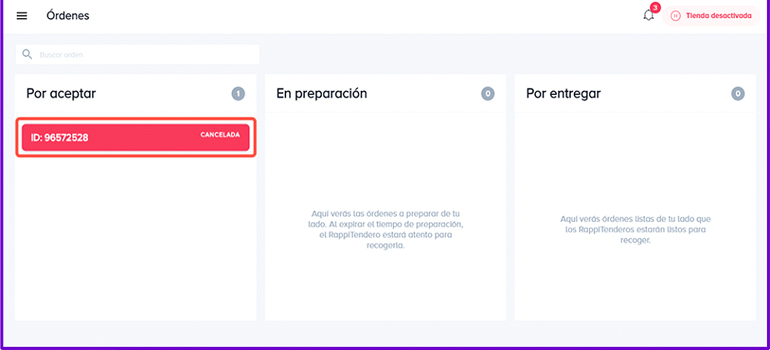 Órdenes
3
Tienda desactivada
Buscar orden
Por aceptar
1
En preparación
0
Por entregar
0
ID: 96572528
CANCELADA
Aquí verás las órdenes a preparar de tu
lado. Al expirar el tiempo de preparación,
el RappiTendero estará atento para
recogerla.
Aquí verás órdenes listas de tu lado que
los RappiTenderos estarán listos para
recogér.